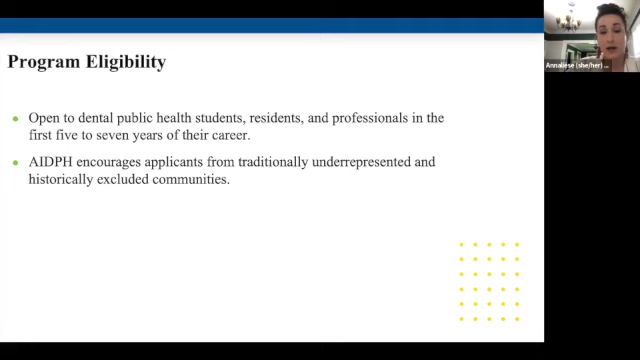 Program Eligibility
Open to dental public health students, residents, and professionals in the
first five to seven years of their career.
AIDPH encourages applicants from traditionally underrepresented and
historically excluded communities.
Annaliese (she/her) ...